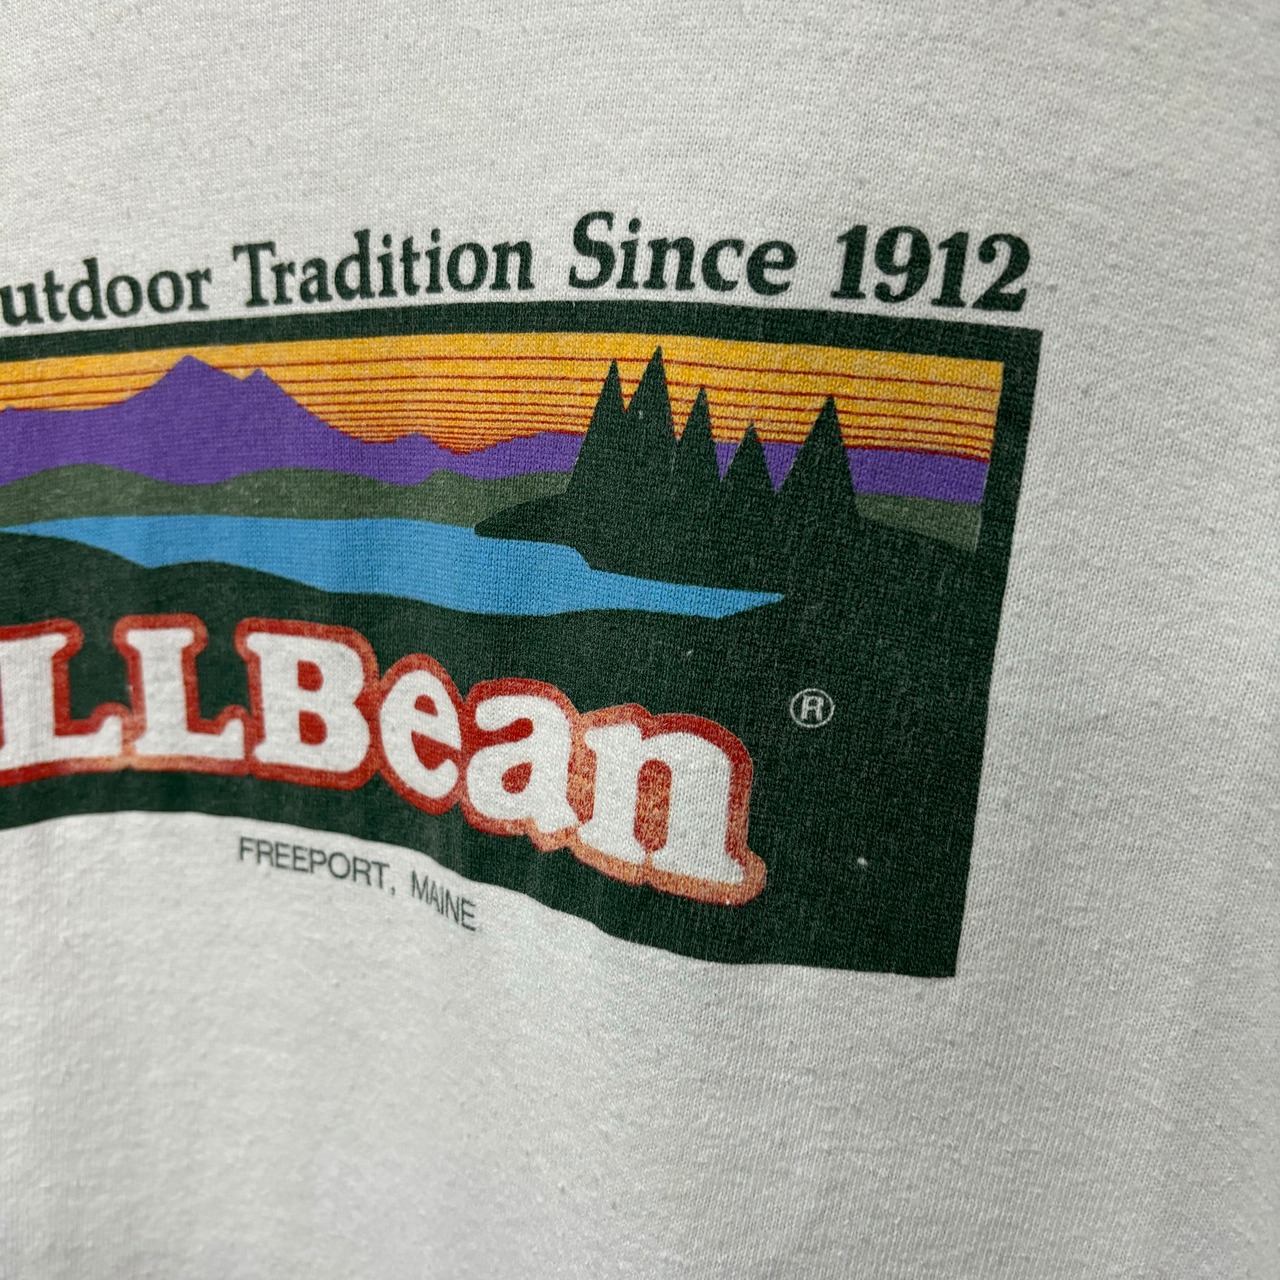 utdoor Tradition Since 1912
LLBean ®
FREEPORT, MAINE